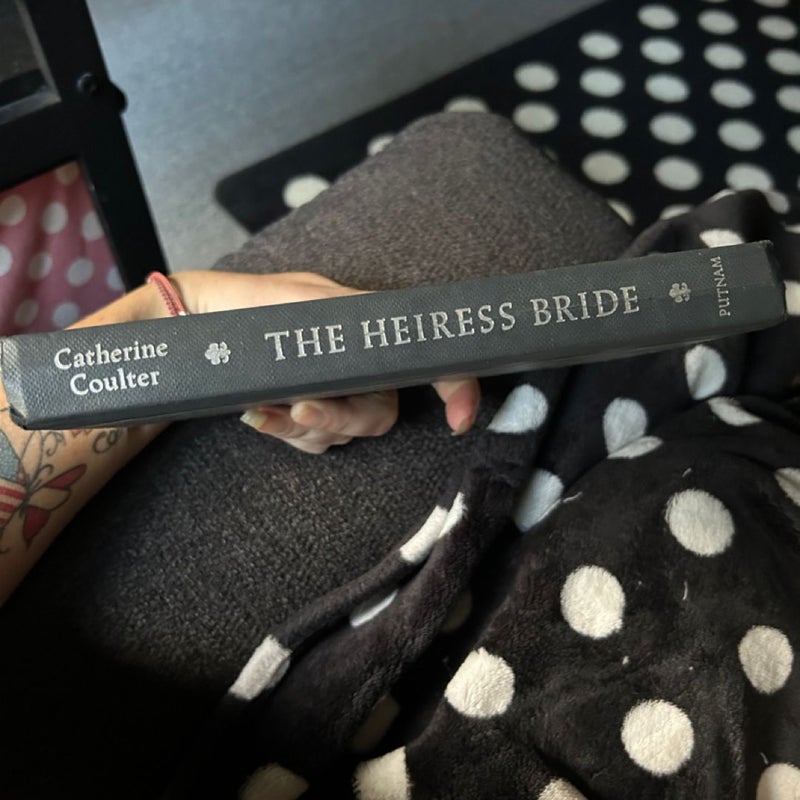 Catherine
Coulter
THE HEIRESS BRIDE
PUTNAM